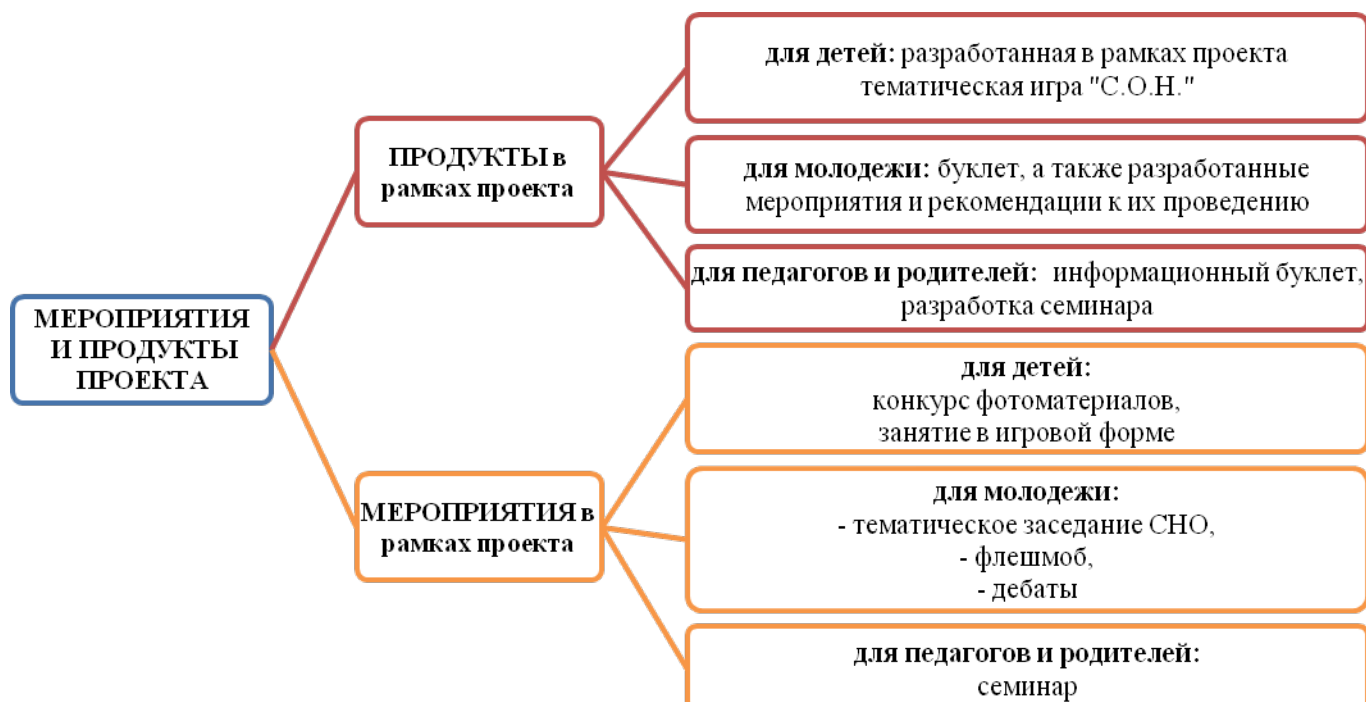 МЕРОПРИЯТИЯ
И ПРОДУКТЫ
ПРОЕКТА
ПРОДУКТЫ в
рамках проекта
для детей: разработанная в рамках проекта
тематическая игра "С.О.Н."
для молодежи: буклет, а также разработанные
мероприятия и рекомендации к их проведению
для педагогов и родителей: информационный буклет,
разработка семинара
МЕРОПРИЯТИЯ в
рамках проекта
для детей:
конкурс фотоматериалов,
занятие в игровой форме
для молодежи:
- тематическое заседание СНО,
- флешмоб,
- дебаты
для педагогов и родителей:
семинар